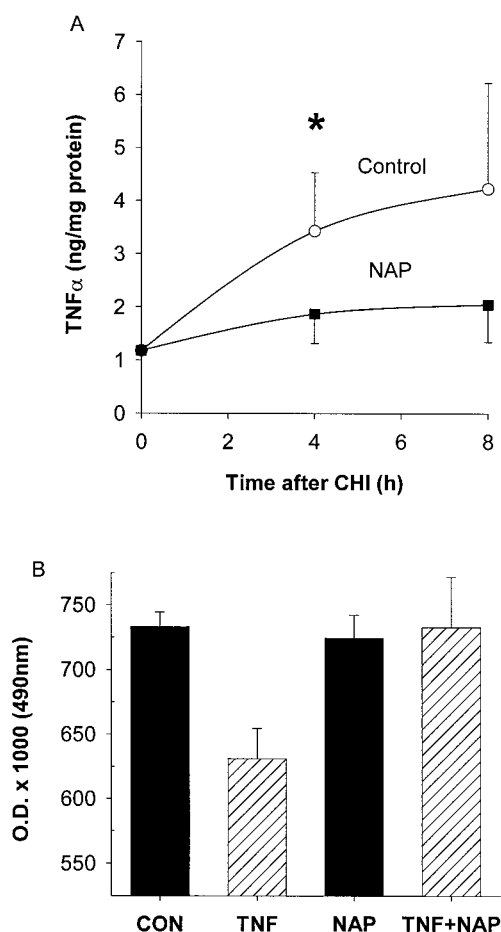 A
7
6
5
4
3
2
1
0
TNFα (ng/mg protein)
*
Control
NAP
0 2 4 6 8
Time after CHI (h)
B
750
700
650
600
550
O.D. x 1000 (490nm)
CON TNF NAP TNF+NAP